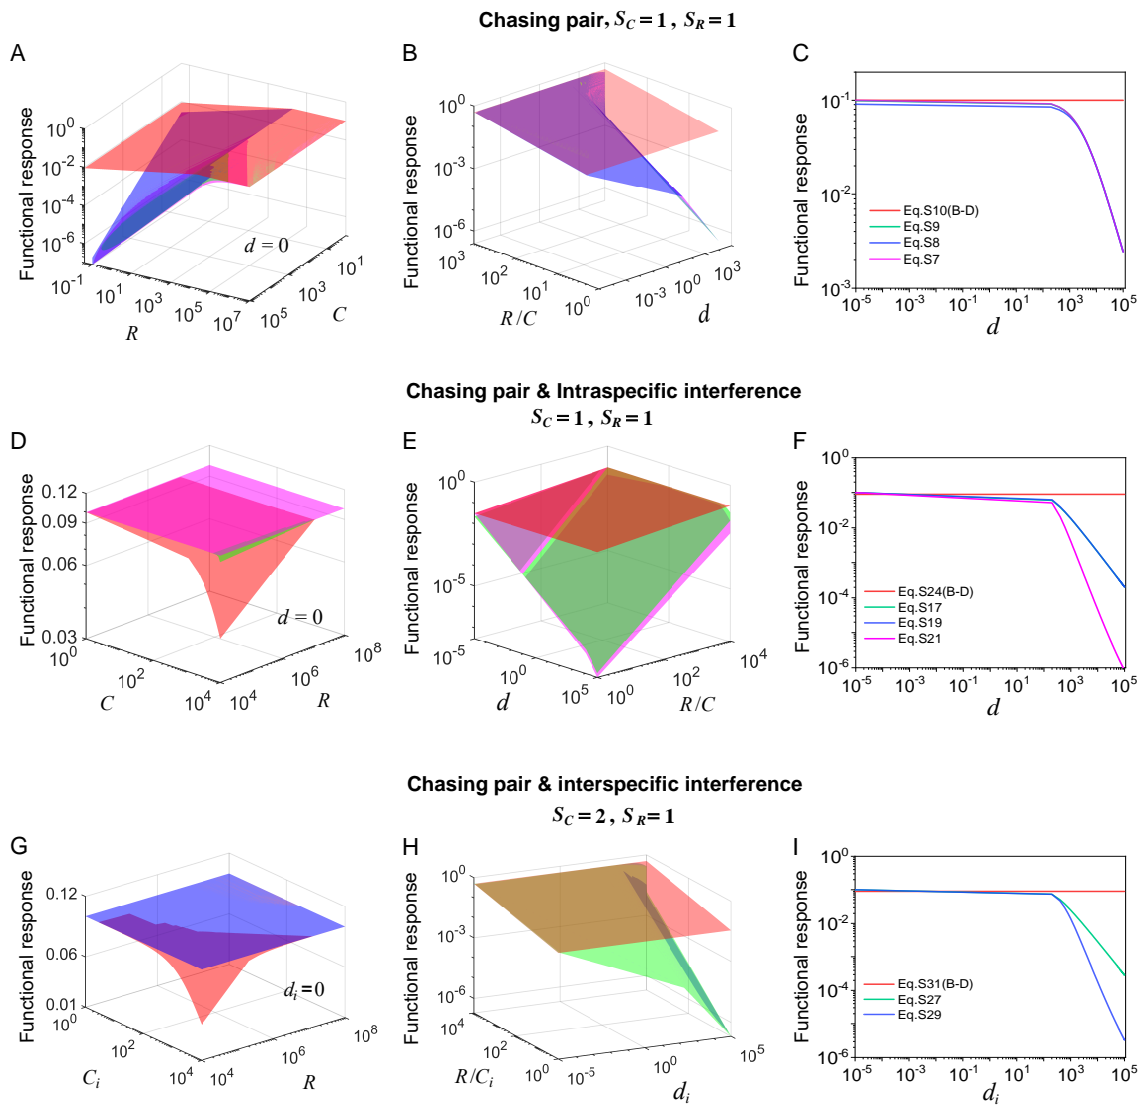 Chasing pair, S_C = 1, S_R = 1
A
Functional response
10^0
10^-2
10^-4
10^-6
10^-1
10^1
10^3
10^5
10^7
R
10^5
10^3
10^1
C
d = 0
B
Functional response
10^0
10^-3
10^-6
10^3
10^2
10^1
10^0
R/C
10^-3
10^0
10^3
d
C
Functional response
10^-1
10^-2
10^-3
Eq.S10(B-D)
Eq.S9
Eq.S8
Eq.S7
10^-5
10^-3
10^-1
10^1
10^3
10^5
d
Chasing pair & Intraspecific interference
S_C = 1, S_R = 1
D
Functional response
0.12
0.09
0.06
0.03
10^0
10^2
10^4
C
10^4
10^6
10^8
R
d = 0
E
Functional response
10^0
10^-5
10^-5
10^0
10^5
d
10^0
10^2
10^4
R/C
F
Functional response
10^0
10^-2
10^-4
10^-6
Eq.S24(B-D)
Eq.S17
Eq.S19
Eq.S21
10^-5
10^-3
10^-1
10^1
10^3
10^5
d
Chasing pair & interspecific interference
S_C = 2, S_R = 1
G
Functional response
0.12
0.06
0.01
10^0
10^2
10^4
C_i
10^4
10^6
10^8
R
d_i = 0
H
Functional response
10^0
10^-3
10^-6
10^4
10^2
10^0
R/C_i
10^-5
10^0
10^5
d_i
I
Functional response
10^0
10^-2
10^-4
10^-6
Eq.S31(B-D)
Eq.S27
Eq.S29
10^-5
10^-3
10^-1
10^1
10^3
10^5
d_i